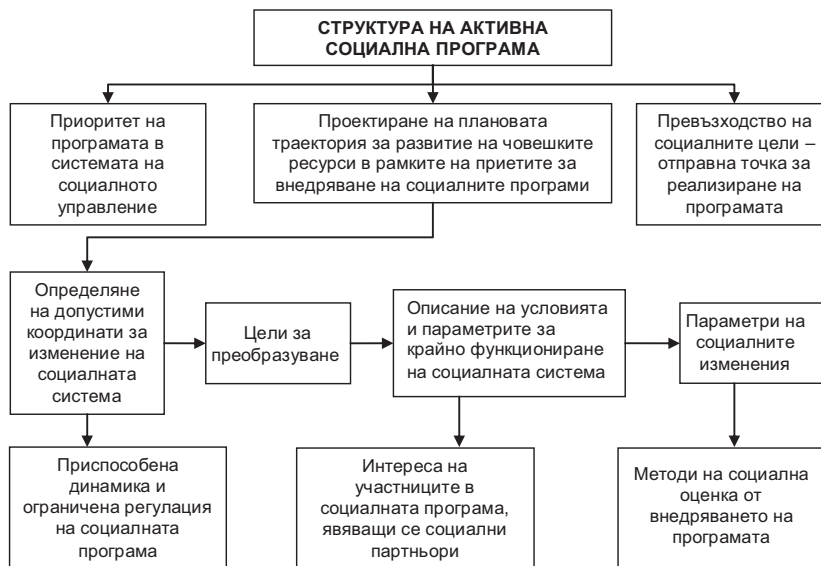 СТРУКТУРА НА АКТИВНА
СОЦИАЛНА ПРОГРАМА
Приоритет на
програмата в
системата на
социалното
управление
Проектиране на плановата
траектория за развитие на човешките
ресурси в рамките на приетите за
внедряване на социалните програми
Превъзходство на
социалните цели –
отправна точка за
реализиране на
програмата
Определяне
на допустими
координати за
изменение на
социалната
система
Цели за
преобразуване
Описание на условията
и параметрите за
крайно функциониране
на социалната система
Параметри на
социалните
изменения
Приспособена
динамика и
ограничена регулация
на социалната
програма
Интереса на
участниците в
социалната програма,
явяващи се социални
партньори
Методи на социална
оценка от
внедряването на
програмата